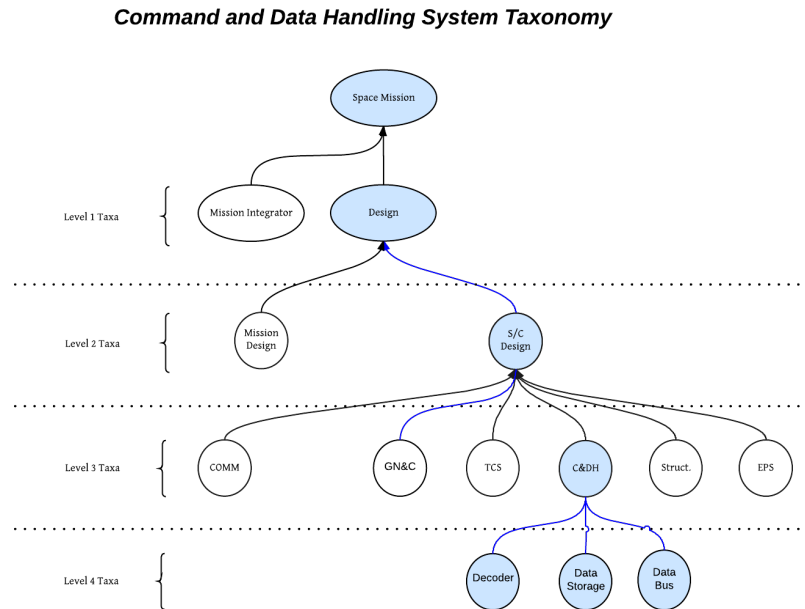 Command and Data Handling System Taxonomy
Space Mission
Level 1 Taxa
Mission Integrator
Design
Level 2 Taxa
Mission
Design
S/C
Design
Level 3 Taxa
COMM
GN&C
TCS
C&DH
Struct.
EPS
Level 4 Taxa
Decoder
Data
Storage
Data
Bus